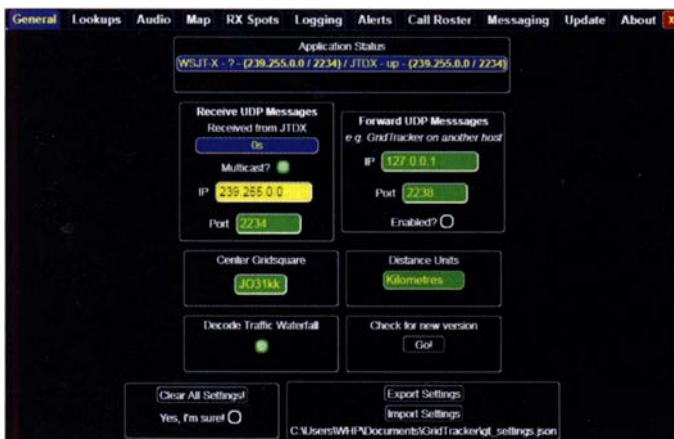 General Lookups Audio Map RX Spots Logging Alerts Call Roster Messaging Update About X
Application Status
WSJT-X - ? - (239.255.0.0 / 2234) / JTDX - up - (239.255.0.0 / 2234)
Receive UDP Messages
Received from JTDX
0s
Multicast?
IP 239.255.0.0
Port 2234
Forward UDP Messsages
e.g. GridTracker on another host
IP 127.0.0.1
Port 2238
Enabled?
Center Gridsquare
JO31kk
Distance Units
Kilometres
Decode Traffic Waterfall
Check for new version
Go!
Clear All Settings!
Yes, I'm sure!
Export Settings
Import Settings
C:\Users\WHP\Documents\GridTracker\gt_settings.json